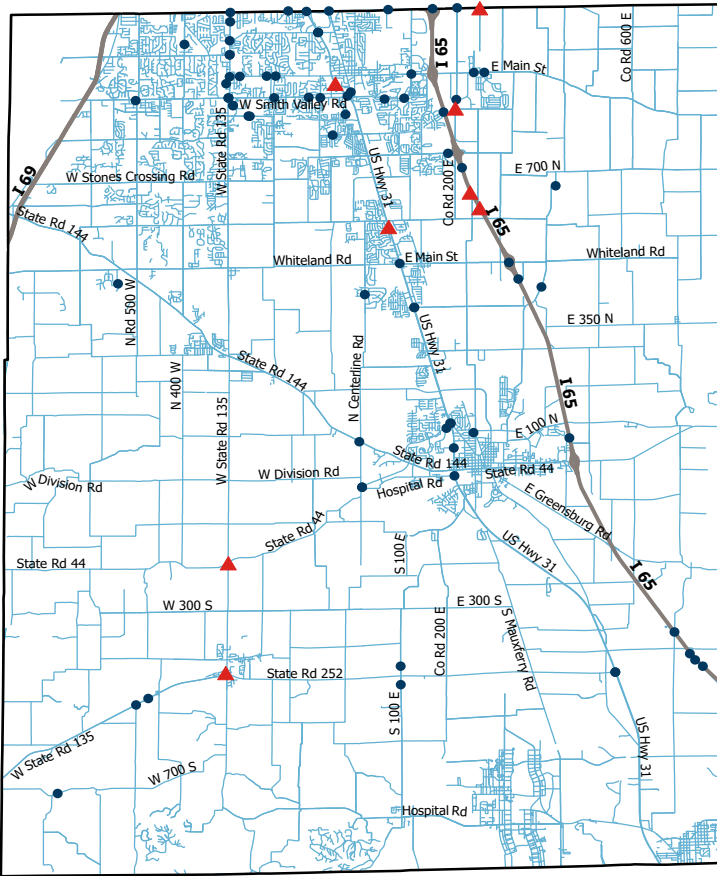 I 65
Co Rd 600 E
E Main St
W Smith Valley Rd
W State Rd 135
I 69
W Stones Crossing Rd
US Hwy 31
Co Rd 200 E
E 700 N
State Rd 144
I 65
Whiteland Rd
E Main St
Whiteland Rd
N Rd 500 W
US Hwy 31
E 350 N
N Centerline Rd
State Rd 144
N 400 W
I 65
W State Rd 135
E 100 N
State Rd 144
W Division Rd
State Rd 44
W Division Rd
Hospital Rd
E Greensburg Rd
State Rd 44
US Hwy 31
S 100 E
State Rd 44
I 65
W 300 S
E 300 S
Co Rd 200 E
S Mauxferry Rd
State Rd 252
S 100 E
US Hwy 31
W State Rd 135
W 700 S
Hospital Rd